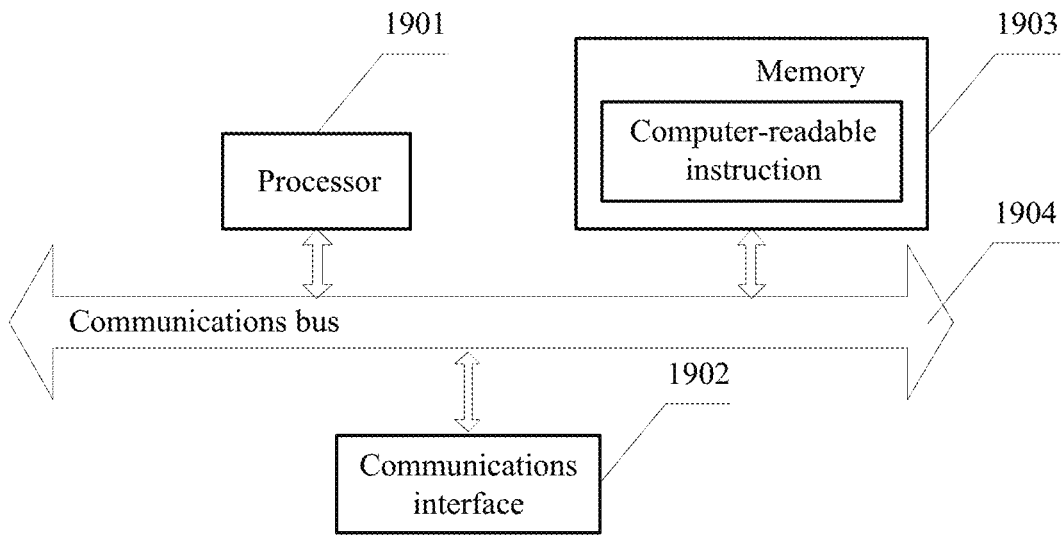 1901
1903
Memory
Computer-readable
instruction
Processor
1904
Communications bus
1902
Communications
interface